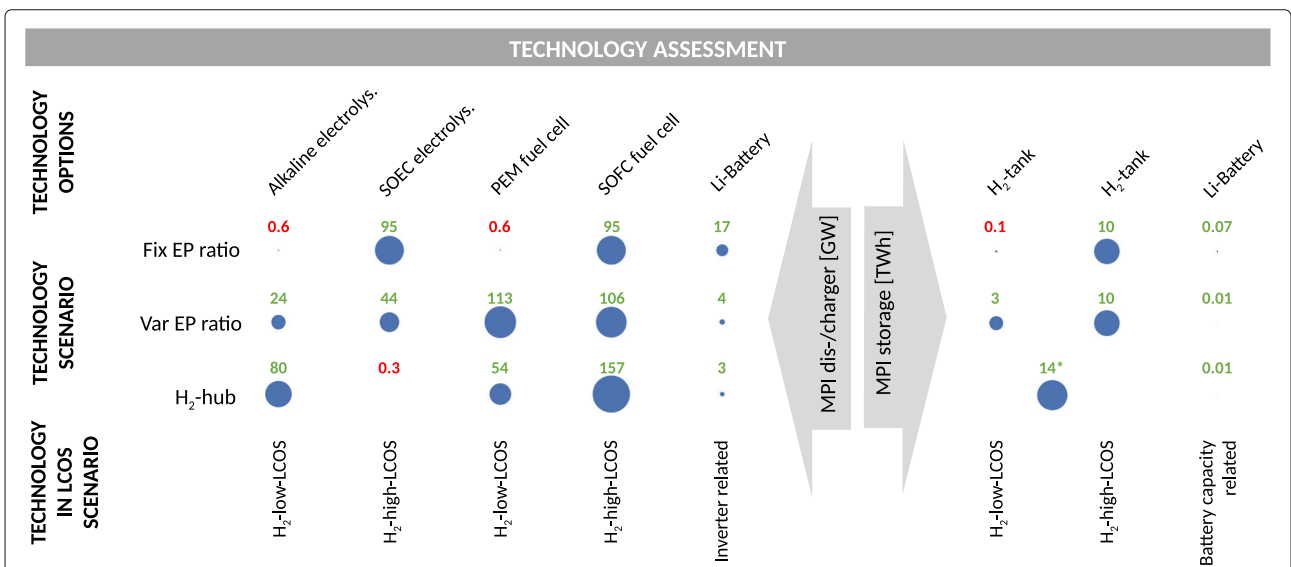 TECHNOLOGY ASSESSMENT
TECHNOLOGY
OPTIONS
Alkaline electrolys.
SOEC electrolys.
PEM fuel cell
SOFC fuel cell
Li-Battery
H2-tank
H2-tank
Li-Battery
TECHNOLOGY
SCENARIO
Fix EP ratio
0.6
95
0.6
95
17
0.1
10
0.07
Var EP ratio
24
44
113
106
4
3
10
0.01
H2-hub
80
0.3
54
157
3
14*
0.01
MPI dis-/charger [GW]
MPI storage [TWh]
TECHNOLOGY
IN LCOS
SCENARIO
H2-low-LCOS
H2-high-LCOS
H2-low-LCOS
H2-high-LCOS
Inverter related
H2-low-LCOS
H2-high-LCOS
Battery capacity
related